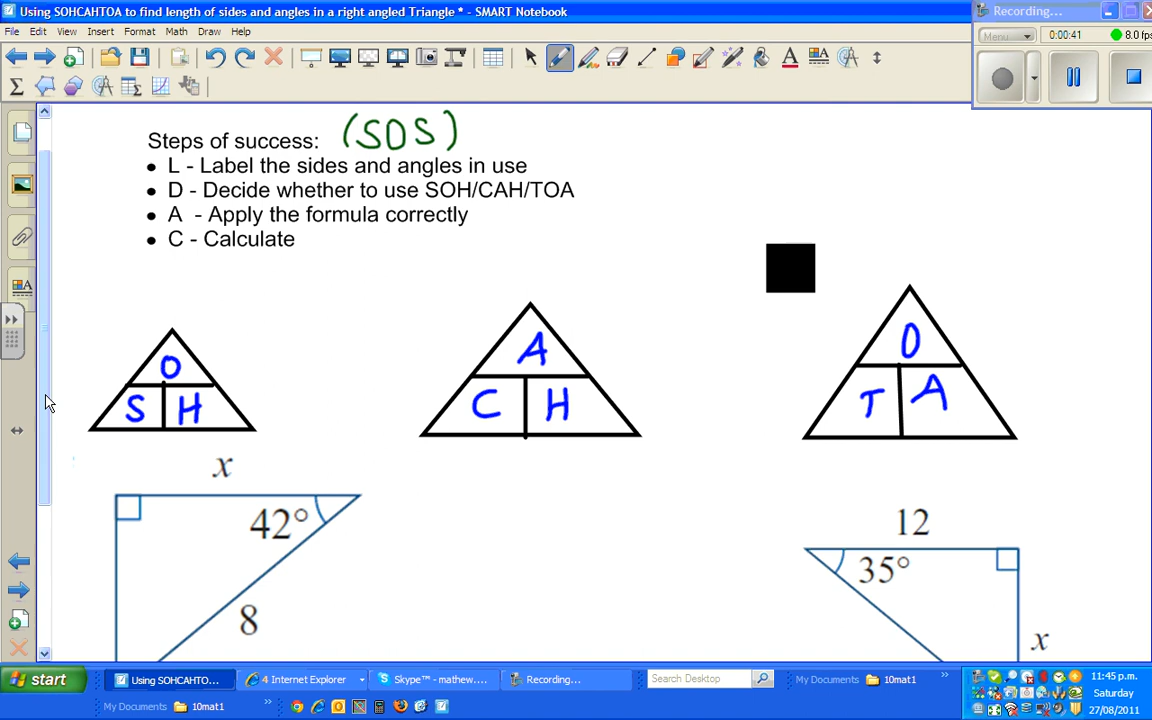 Using SOHCAHTOA to find length of sides and angles in a right angled Triangle * - SMART Notebook
Recording...
File Edit View Insert Format Math Draw Help
Menu
0:00:41
8.0 fp
Steps of success: (SOS)
• L - Label the sides and angles in use
• D - Decide whether to use SOH/CAH/TOA
• A - Apply the formula correctly
• C - Calculate
O
S H
A
C H
O
T A
x
42°
8
12
35°
x
start
Using SOHCAHTO...
4 Internet Explorer
Skype™ - mathew....
Recording...
Search Desktop
My Documents
10mat1
My Documents
10mat1
11:45 p.m.
Saturday
27/08/2011